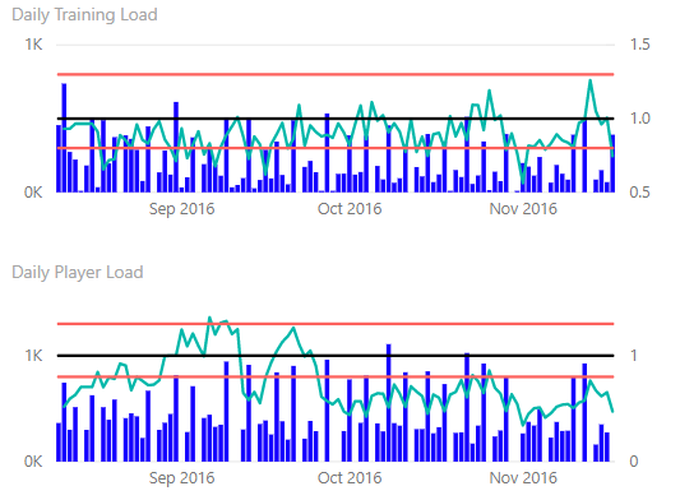 Daily Training Load
1K 1.5
1.0
0K 0.5
Sep 2016 Oct 2016 Nov 2016
Daily Player Load
1K 1
0K 0
Sep 2016 Oct 2016 Nov 2016